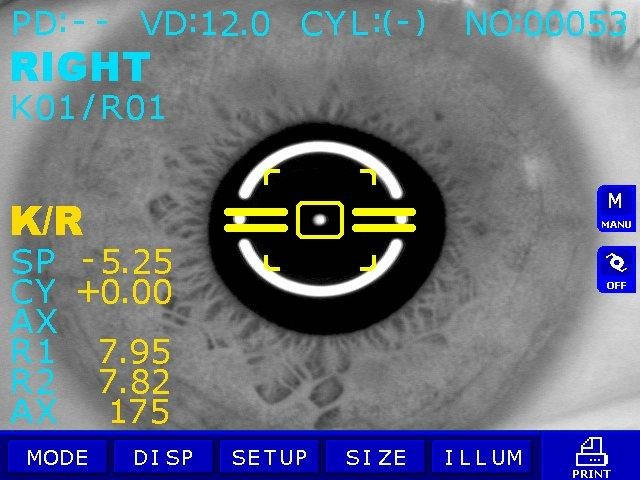 PD:-- VD:12.0 CYL:(-) NO:00053
RIGHT
K01/R01
K/R
SP -5.25
CY +0.00
AX
R1 7.95
R2 7.82
AX 175
M
MANU
OFF
MODE DISP SETUP SIZE ILLUM PRINT